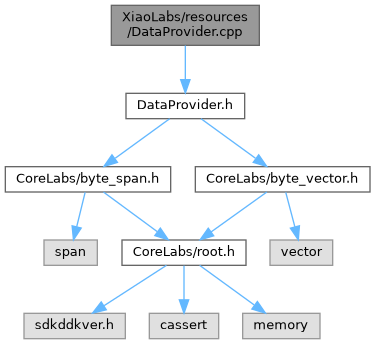 XiaoLabs/resources
/DataProvider.cpp
DataProvider.h
CoreLabs/byte_span.h
CoreLabs/byte_vector.h
span
CoreLabs/root.h
vector
sdkddkver.h
cassert
memory